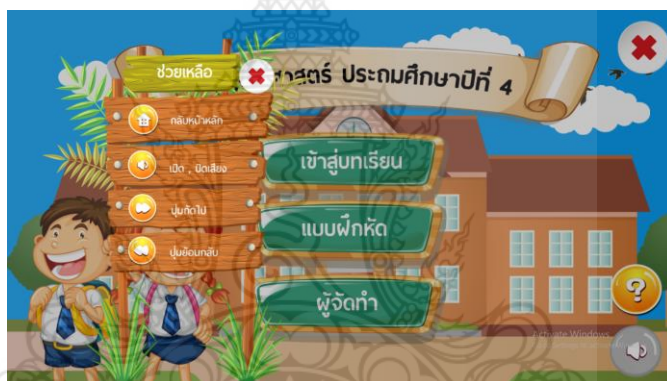 ช่วยเหลือ
ศาสตร์ ประถมศึกษาปีที่ 4
กลับหน้าหลัก
เปิด , ปิดเสียง
ปุ่มถัดไป
ปุ่มย้อนกลับ
เข้าสู่บทเรียน
แบบฝึกหัด
ผู้จัดทำ
?
Activate Windows